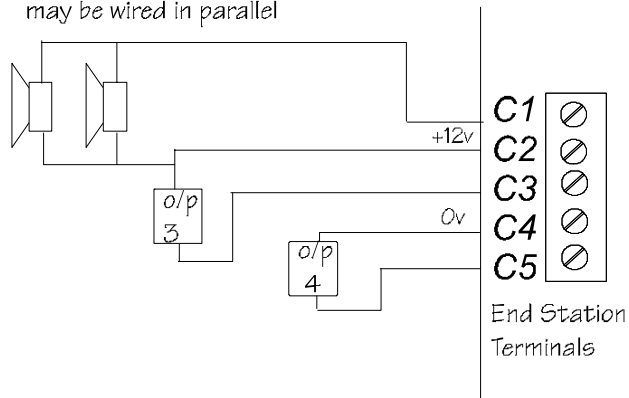 may be wired in parallel
C1
+12v
C2
o/p
3
C3
0v
C4
o/p
4
C5
End Station
Terminals